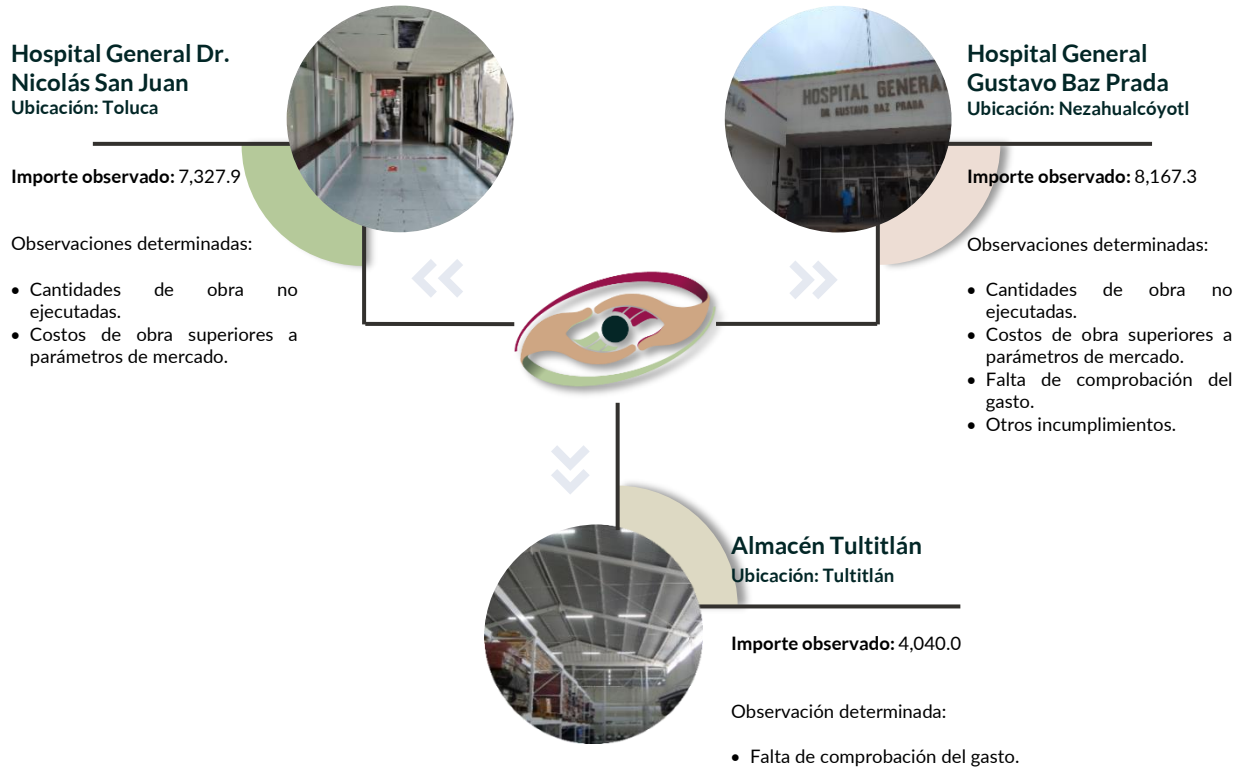 Hospital General Dr.
Nicolás San Juan
Ubicación: Toluca
Importe observado: 7,327.9
Observaciones determinadas:
• Cantidades de obra no
ejecutadas.
• Costos de obra superiores a
parámetros de mercado.
HOSPITAL GENERAL
DR GUSTAVO BAZ PRADA
Hospital General
Gustavo Baz Prada
Ubicación: Nezahualcóyotl
Importe observado: 8,167.3
Observaciones determinadas:
• Cantidades de obra no
ejecutadas.
• Costos de obra superiores a
parámetros de mercado.
• Falta de comprobación del
gasto.
• Otros incumplimientos.
Almacén Tultitlán
Ubicación: Tultitlán
Importe observado: 4,040.0
Observación determinada:
• Falta de comprobación del gasto.